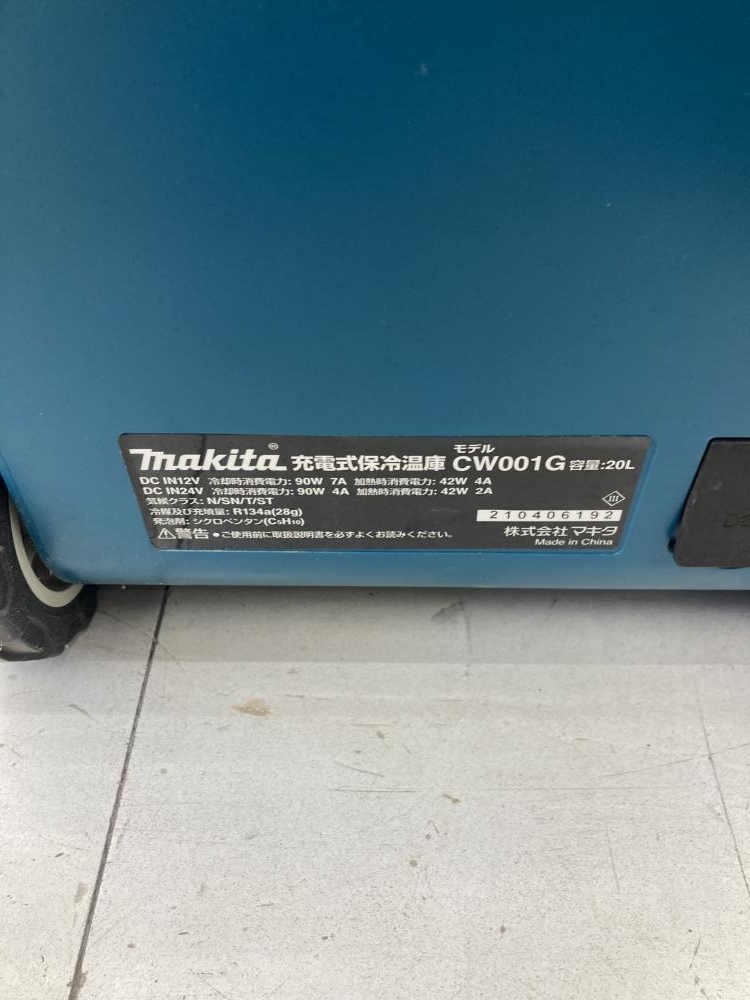 makita® 充電式保冷温庫 モデル CW001G 容量:20L
DC IN12V 冷却時消費電力: 90W 7A 加熱時消費電力: 42W 4A
DC IN24V 冷却時消費電力: 90W 4A 加熱時消費電力: 42W 2A
気候クラス: N/SN/T/ST
冷媒及び充填量: R134a(28g)
210406192
発泡剤: シクロペンタン(C₅H₁₀)
株式会社 マキタ
⚠警告 ●ご使用前に取扱説明書を必ずよくお読みください。
Made in China